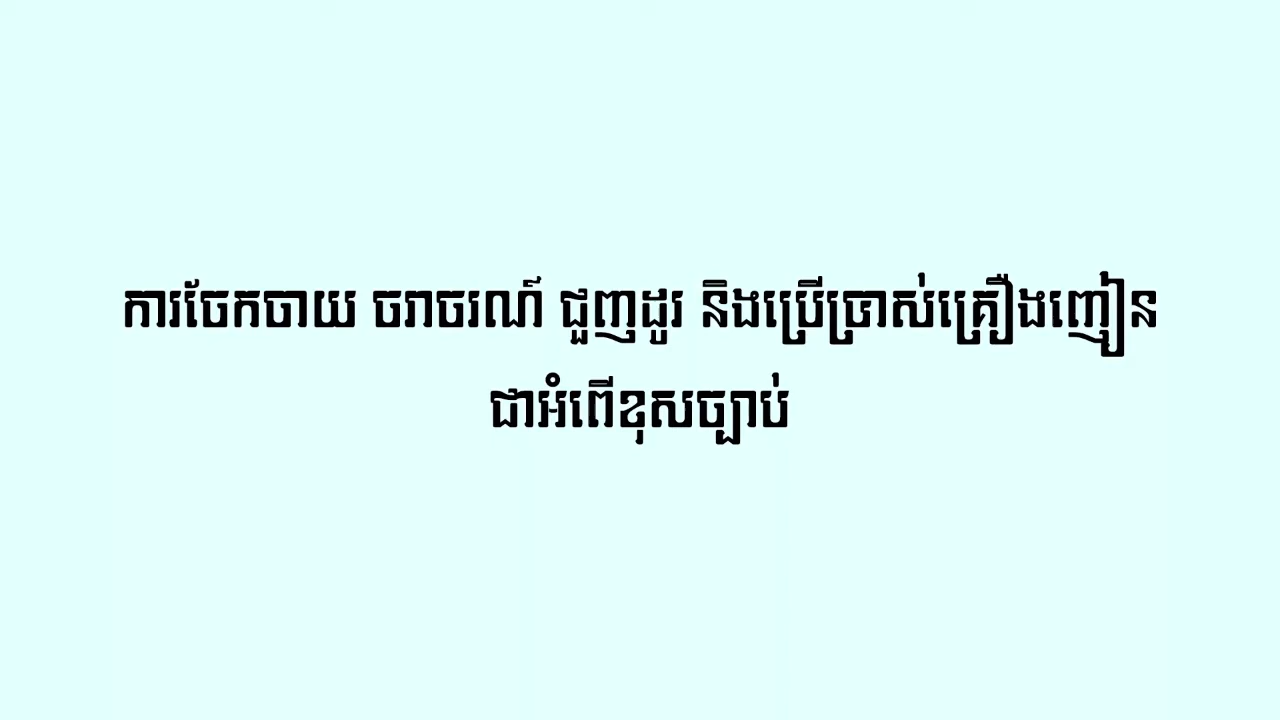 ការចែកចាយ ចរាចរណ៍ ជួញដូរ និងប្រើប្រាស់គ្រឿងញៀន
ជាអំពើខុសច្បាប់